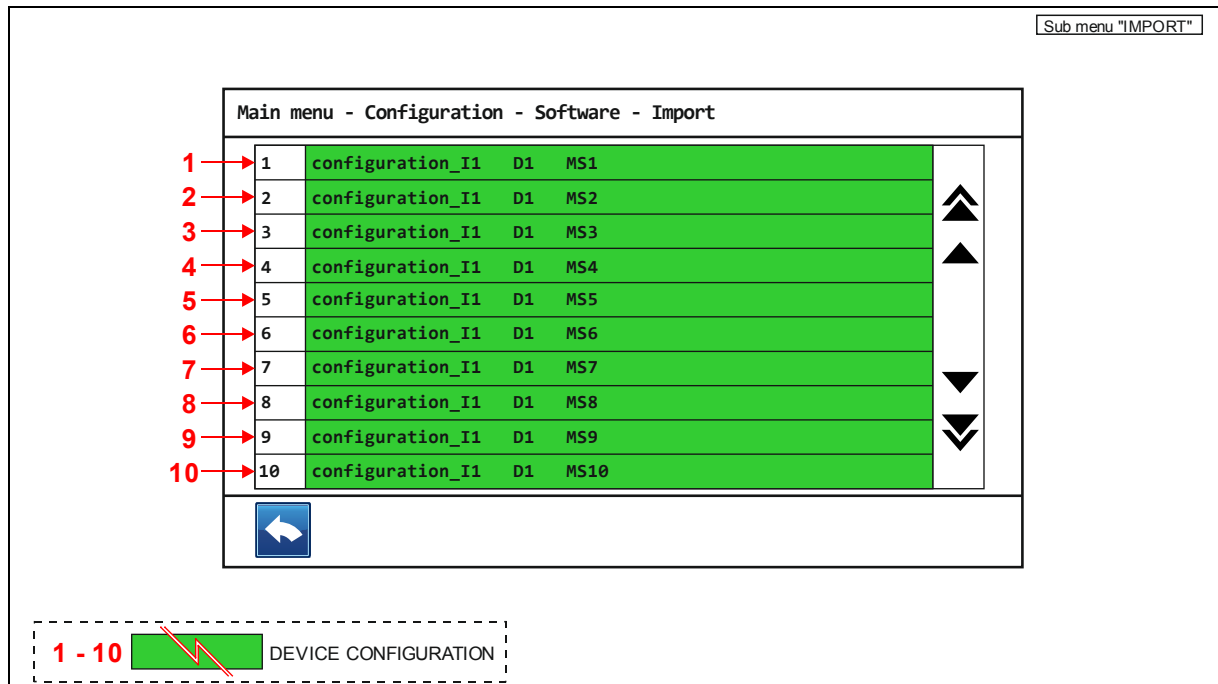 Sub menu "IMPORT"
Main menu - Configuration - Software - Import
1 1 configuration_I1 D1 MS1
2 2 configuration_I1 D1 MS2
3 3 configuration_I1 D1 MS3
4 4 configuration_I1 D1 MS4
5 5 configuration_I1 D1 MS5
6 6 configuration_I1 D1 MS6
7 7 configuration_I1 D1 MS7
8 8 configuration_I1 D1 MS8
9 9 configuration_I1 D1 MS9
10 10 configuration_I1 D1 MS10
1 - 10 DEVICE CONFIGURATION